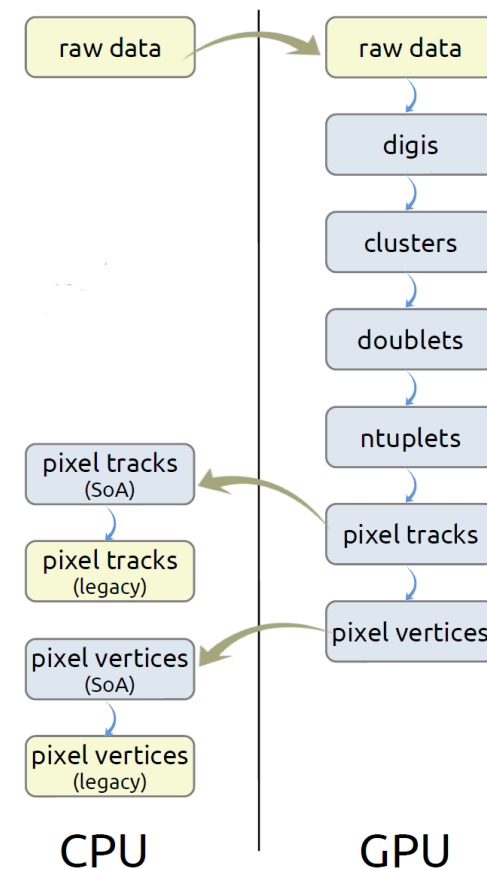 raw data
pixel tracks
(SoA)
pixel tracks
(legacy)
pixel vertices
(SoA)
pixel vertices
(legacy)
CPU
raw data
digis
clusters
doublets
ntuplets
pixel tracks
pixel vertices
GPU